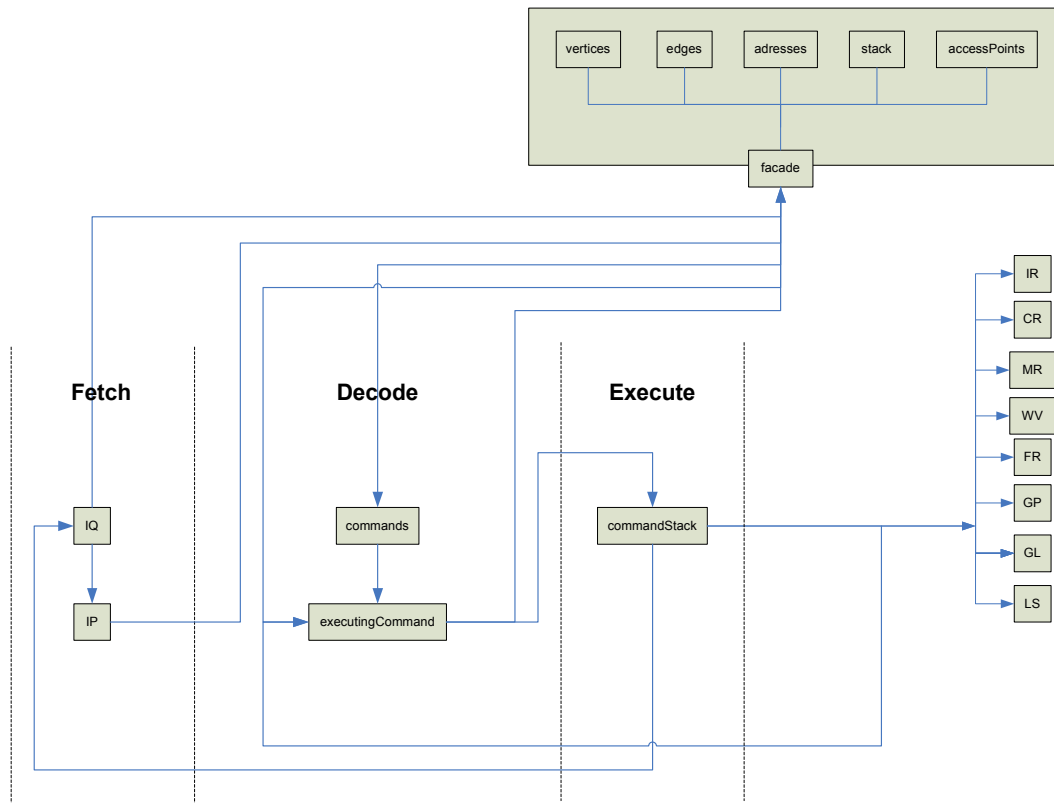 vertices
edges
adresses
stack
accessPoints
facade
IR
CR
MR
WV
FR
GP
GL
LS
Fetch
Decode
Execute
IQ
commands
commandStack
IP
executingCommand